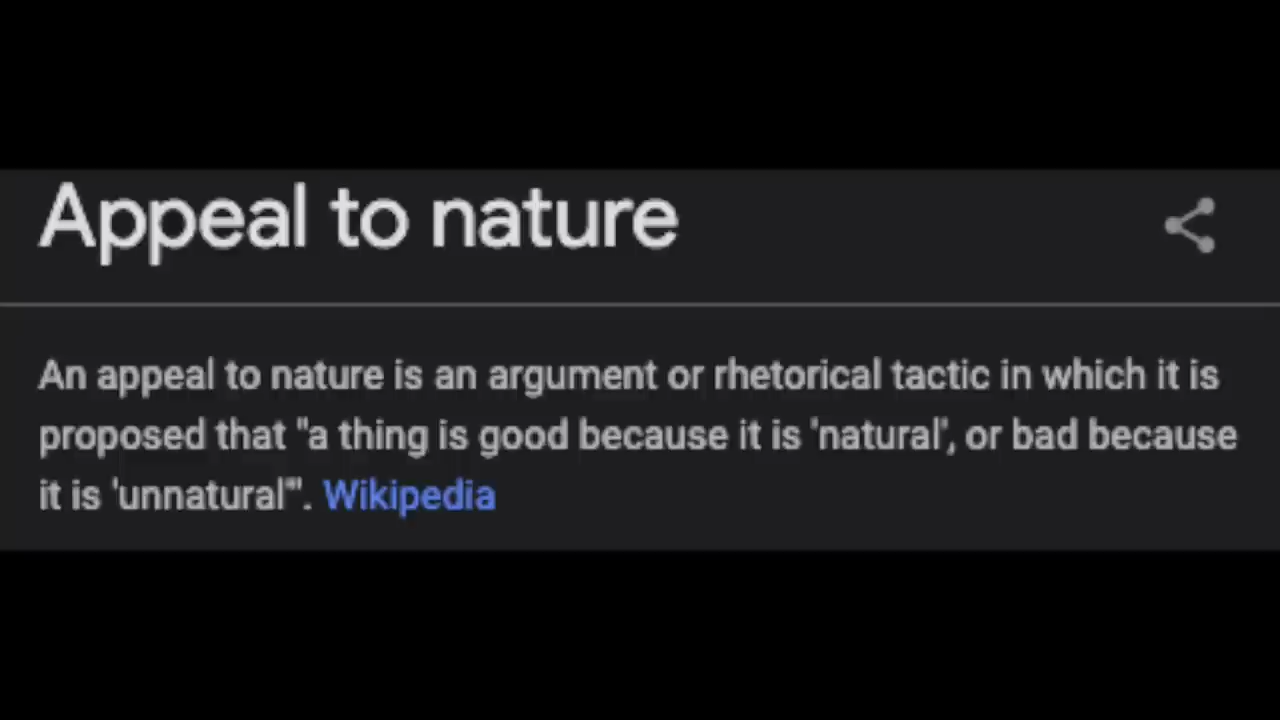 Appeal to nature
An appeal to nature is an argument or rhetorical tactic in which it is
proposed that "a thing is good because it is 'natural', or bad because
it is 'unnatural'". Wikipedia